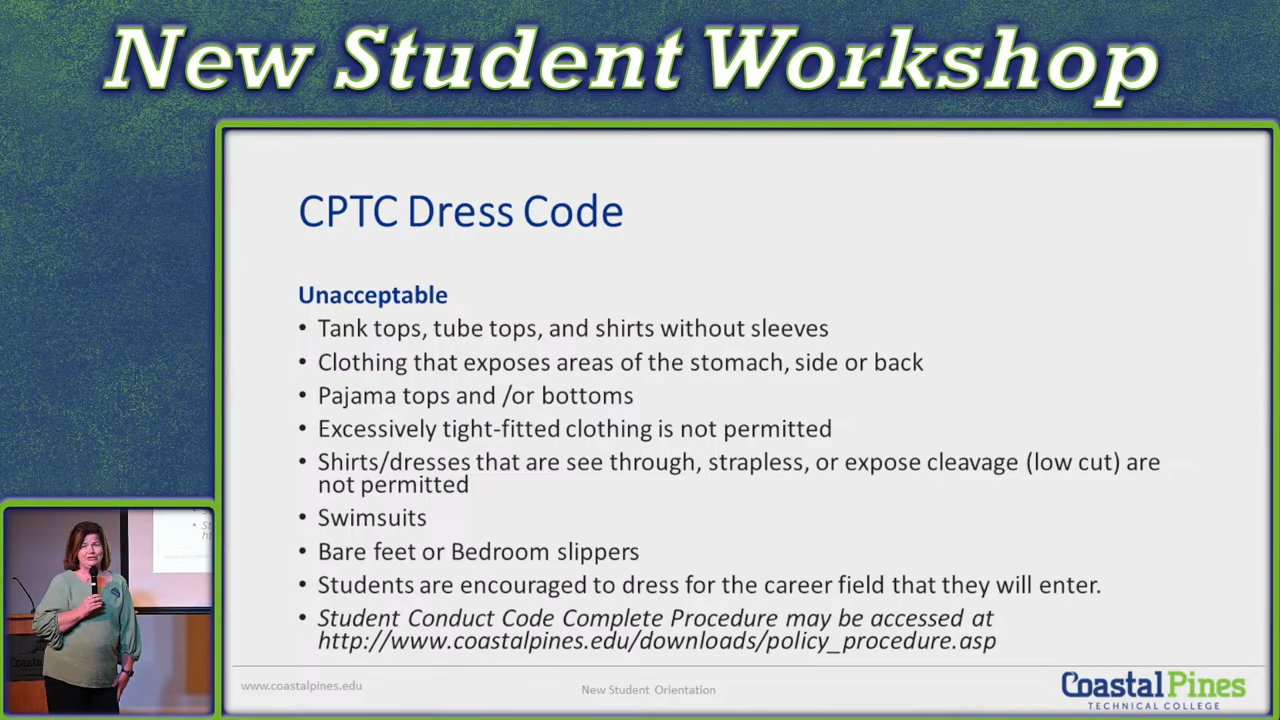 New Student Workshop
CPTC Dress Code
Unacceptable
• Tank tops, tube tops, and shirts without sleeves
• Clothing that exposes areas of the stomach, side or back
• Pajama tops and /or bottoms
• Excessively tight-fitted clothing is not permitted
• Shirts/dresses that are see through, strapless, or expose cleavage (low cut) are
not permitted
• Swimsuits
• Bare feet or Bedroom slippers
• Students are encouraged to dress for the career field that they will enter.
• Student Conduct Code Complete Procedure may be accessed at
http://www.coastalpines.edu/downloads/policy_procedure.asp
www.coastalpines.edu
New Student Orientation
CoastalPines
TECHNICAL COLLEGE